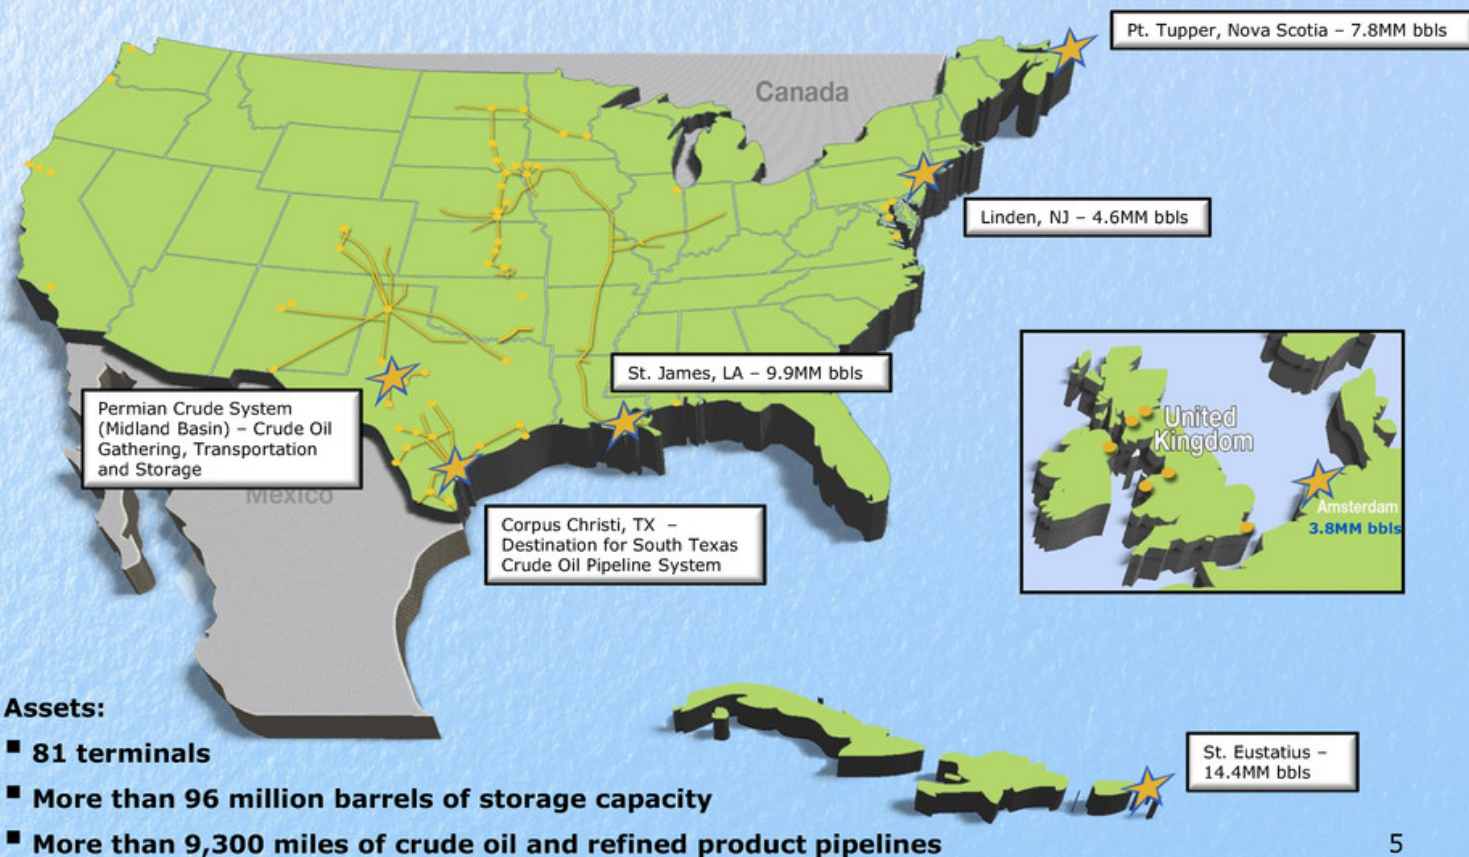 Pt. Tupper, Nova Scotia – 7.8MM bbls
Canada
Linden, NJ – 4.6MM bbls
St. James, LA – 9.9MM bbls
Permian Crude System
(Midland Basin) – Crude Oil
Gathering, Transportation
and Storage
Mexico
Corpus Christi, TX –
Destination for South Texas
Crude Oil Pipeline System
United
Kingdom
Amsterdam
3.8MM bbls
St. Eustatius –
14.4MM bbls
Assets:
▪ 81 terminals
▪ More than 96 million barrels of storage capacity
▪ More than 9,300 miles of crude oil and refined product pipelines
5